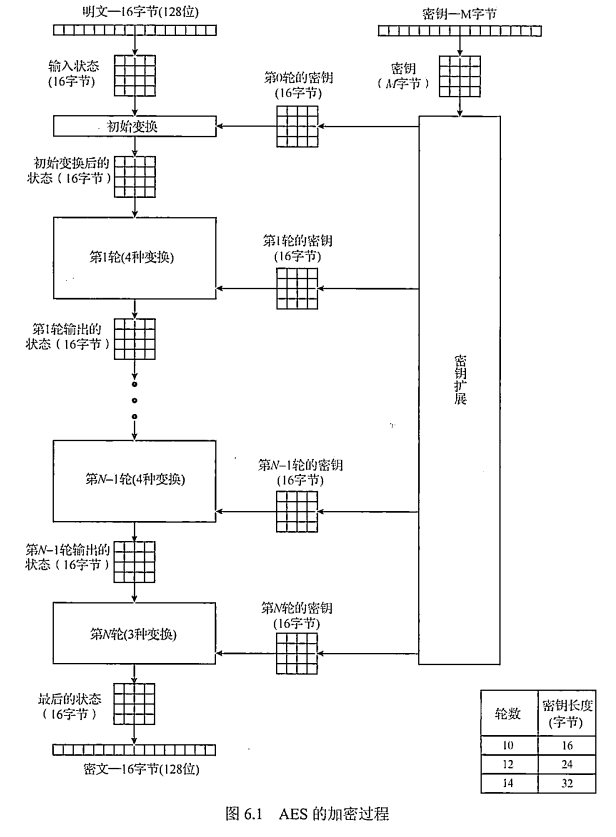 明文—16字节(128位)
密钥—M字节
输入状态
(16字节)
第0轮的密钥
(16字节)
密钥
(M字节)
初始变换
初始变换后的
状态（16字节）
第1轮(4种变换)
第1轮的密钥
(16字节)
第1轮输出的
状态（16字节）
密钥扩展
第N-1轮(4种变换)
第N-1轮的密钥
(16字节)
第N-1轮输出的
状态（16字节）
第N轮(3种变换)
第N轮的密钥
(16字节)
最后的状态
（16字节）
密文—16字节(128位)
轮数 密钥长度
(字节)
10 16
12 24
14 32
图 6.1 AES 的加密过程